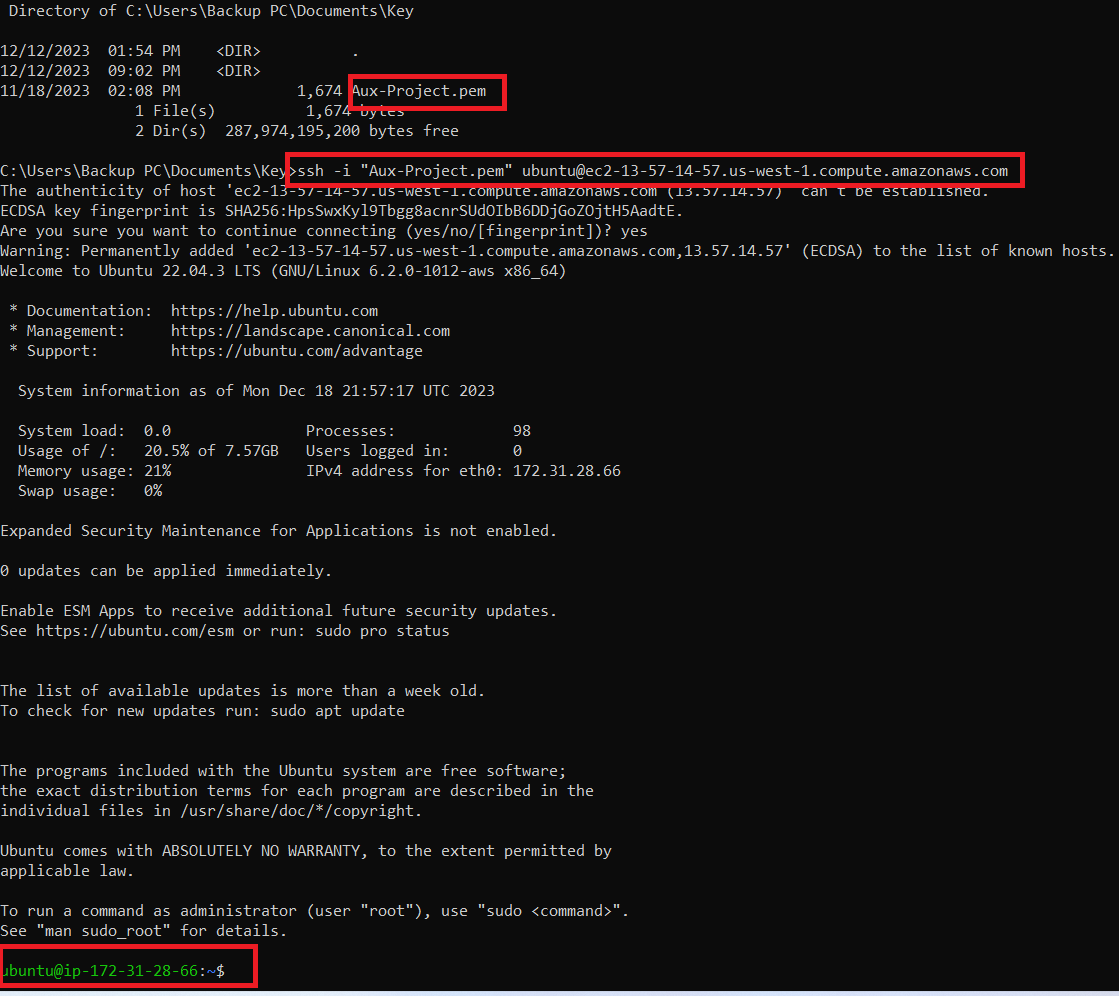 Directory of C:\Users\Backup PC\Documents\Key
12/12/2023  01:54 PM    <DIR>          .
12/12/2023  09:02 PM    <DIR>
11/18/2023  02:08 PM             1,674 Aux-Project.pem
1 File(s)          1,674 bytes
2 Dir(s)  287,974,195,200 bytes free
C:\Users\Backup PC\Documents\Key>ssh -i "Aux-Project.pem" ubuntu@ec2-13-57-14-57.us-west-1.compute.amazonaws.com
The authenticity of host 'ec2-13-57-14-57.us-west-1.compute.amazonaws.com (13.57.14.57)' can't be established.
ECDSA key fingerprint is SHA256:HpsSwxKyl9Tbgg8acnrSUdOIbB6DDjGoZOjtH5AadtE.
Are you sure you want to continue connecting (yes/no/[fingerprint])? yes
Warning: Permanently added 'ec2-13-57-14-57.us-west-1.compute.amazonaws.com,13.57.14.57' (ECDSA) to the list of known hosts.
Welcome to Ubuntu 22.04.3 LTS (GNU/Linux 6.2.0-1012-aws x86_64)
* Documentation:  https://help.ubuntu.com
* Management:     https://landscape.canonical.com
* Support:        https://ubuntu.com/advantage
System information as of Mon Dec 18 21:57:17 UTC 2023
System load:  0.0               Processes:             98
Usage of /:   20.5% of 7.57GB   Users logged in:       0
Memory usage: 21%               IPv4 address for eth0: 172.31.28.66
Swap usage:   0%
Expanded Security Maintenance for Applications is not enabled.
0 updates can be applied immediately.
Enable ESM Apps to receive additional future security updates.
See https://ubuntu.com/esm or run: sudo pro status
The list of available updates is more than a week old.
To check for new updates run: sudo apt update
The programs included with the Ubuntu system are free software;
the exact distribution terms for each program are described in the
individual files in /usr/share/doc/*/copyright.
Ubuntu comes with ABSOLUTELY NO WARRANTY, to the extent permitted by
applicable law.
To run a command as administrator (user "root"), use "sudo <command>".
See "man sudo_root" for details.
ubuntu@ip-172-31-28-66:~$